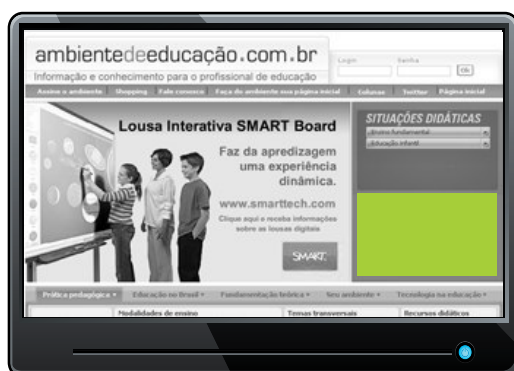 ambientedeeducação.com.br
Informação e conhecimento para o profissional de educação
Login Senha
Ok
Assine o ambiente Shopping Fale conosco Faça do ambiente sua página inicial Colunas Twitter Página inicial
Lousa Interativa SMART Board
Faz da apredizagem
uma experiência
dinâmica.
www.smarttech.com
Clique aqui e receba informações
sobre as lousas digitais
SMART
SITUAÇÕES DIDÁTICAS
Ensino fundamental
Educação infantil
Prática pedagógica Educação no Brasil Fundamentação teórica Seu ambiente Tecnologia na educação
Modalidades de ensino Temas transversais Recursos didáticos